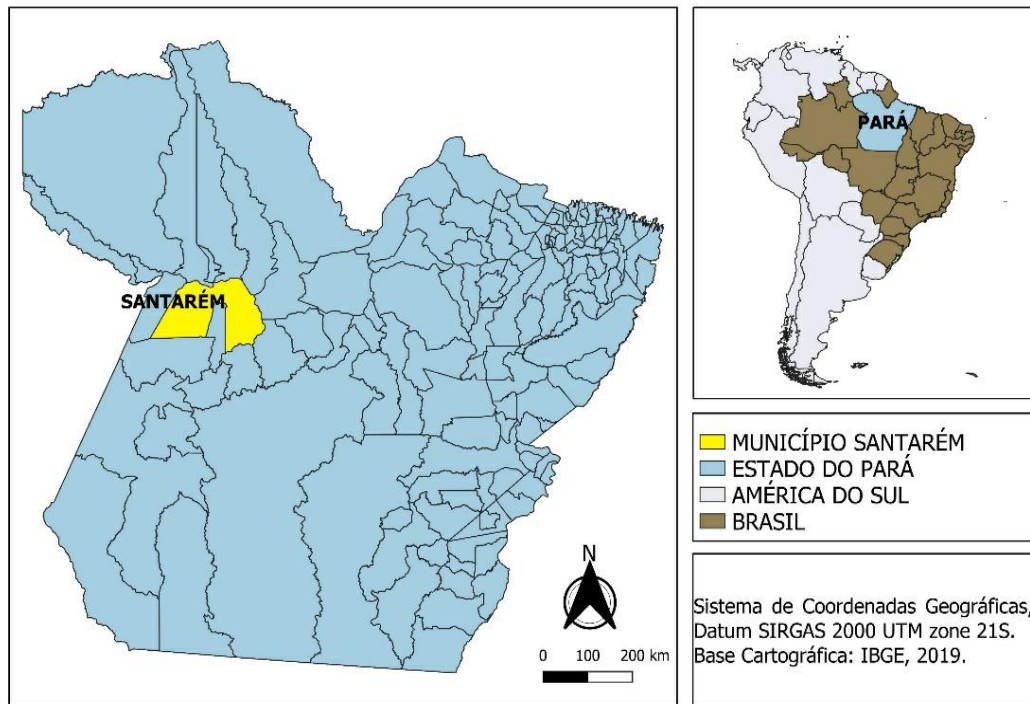 SANTARÉM
N
0 100 200 km
PARÁ
MUNICÍPIO SANTARÉM
ESTADO DO PARÁ
AMÉRICA DO SUL
BRASIL
Sistema de Coordenadas Geográficas,
Datum SIRGAS 2000 UTM zone 21S.
Base Cartográfica: IBGE, 2019.